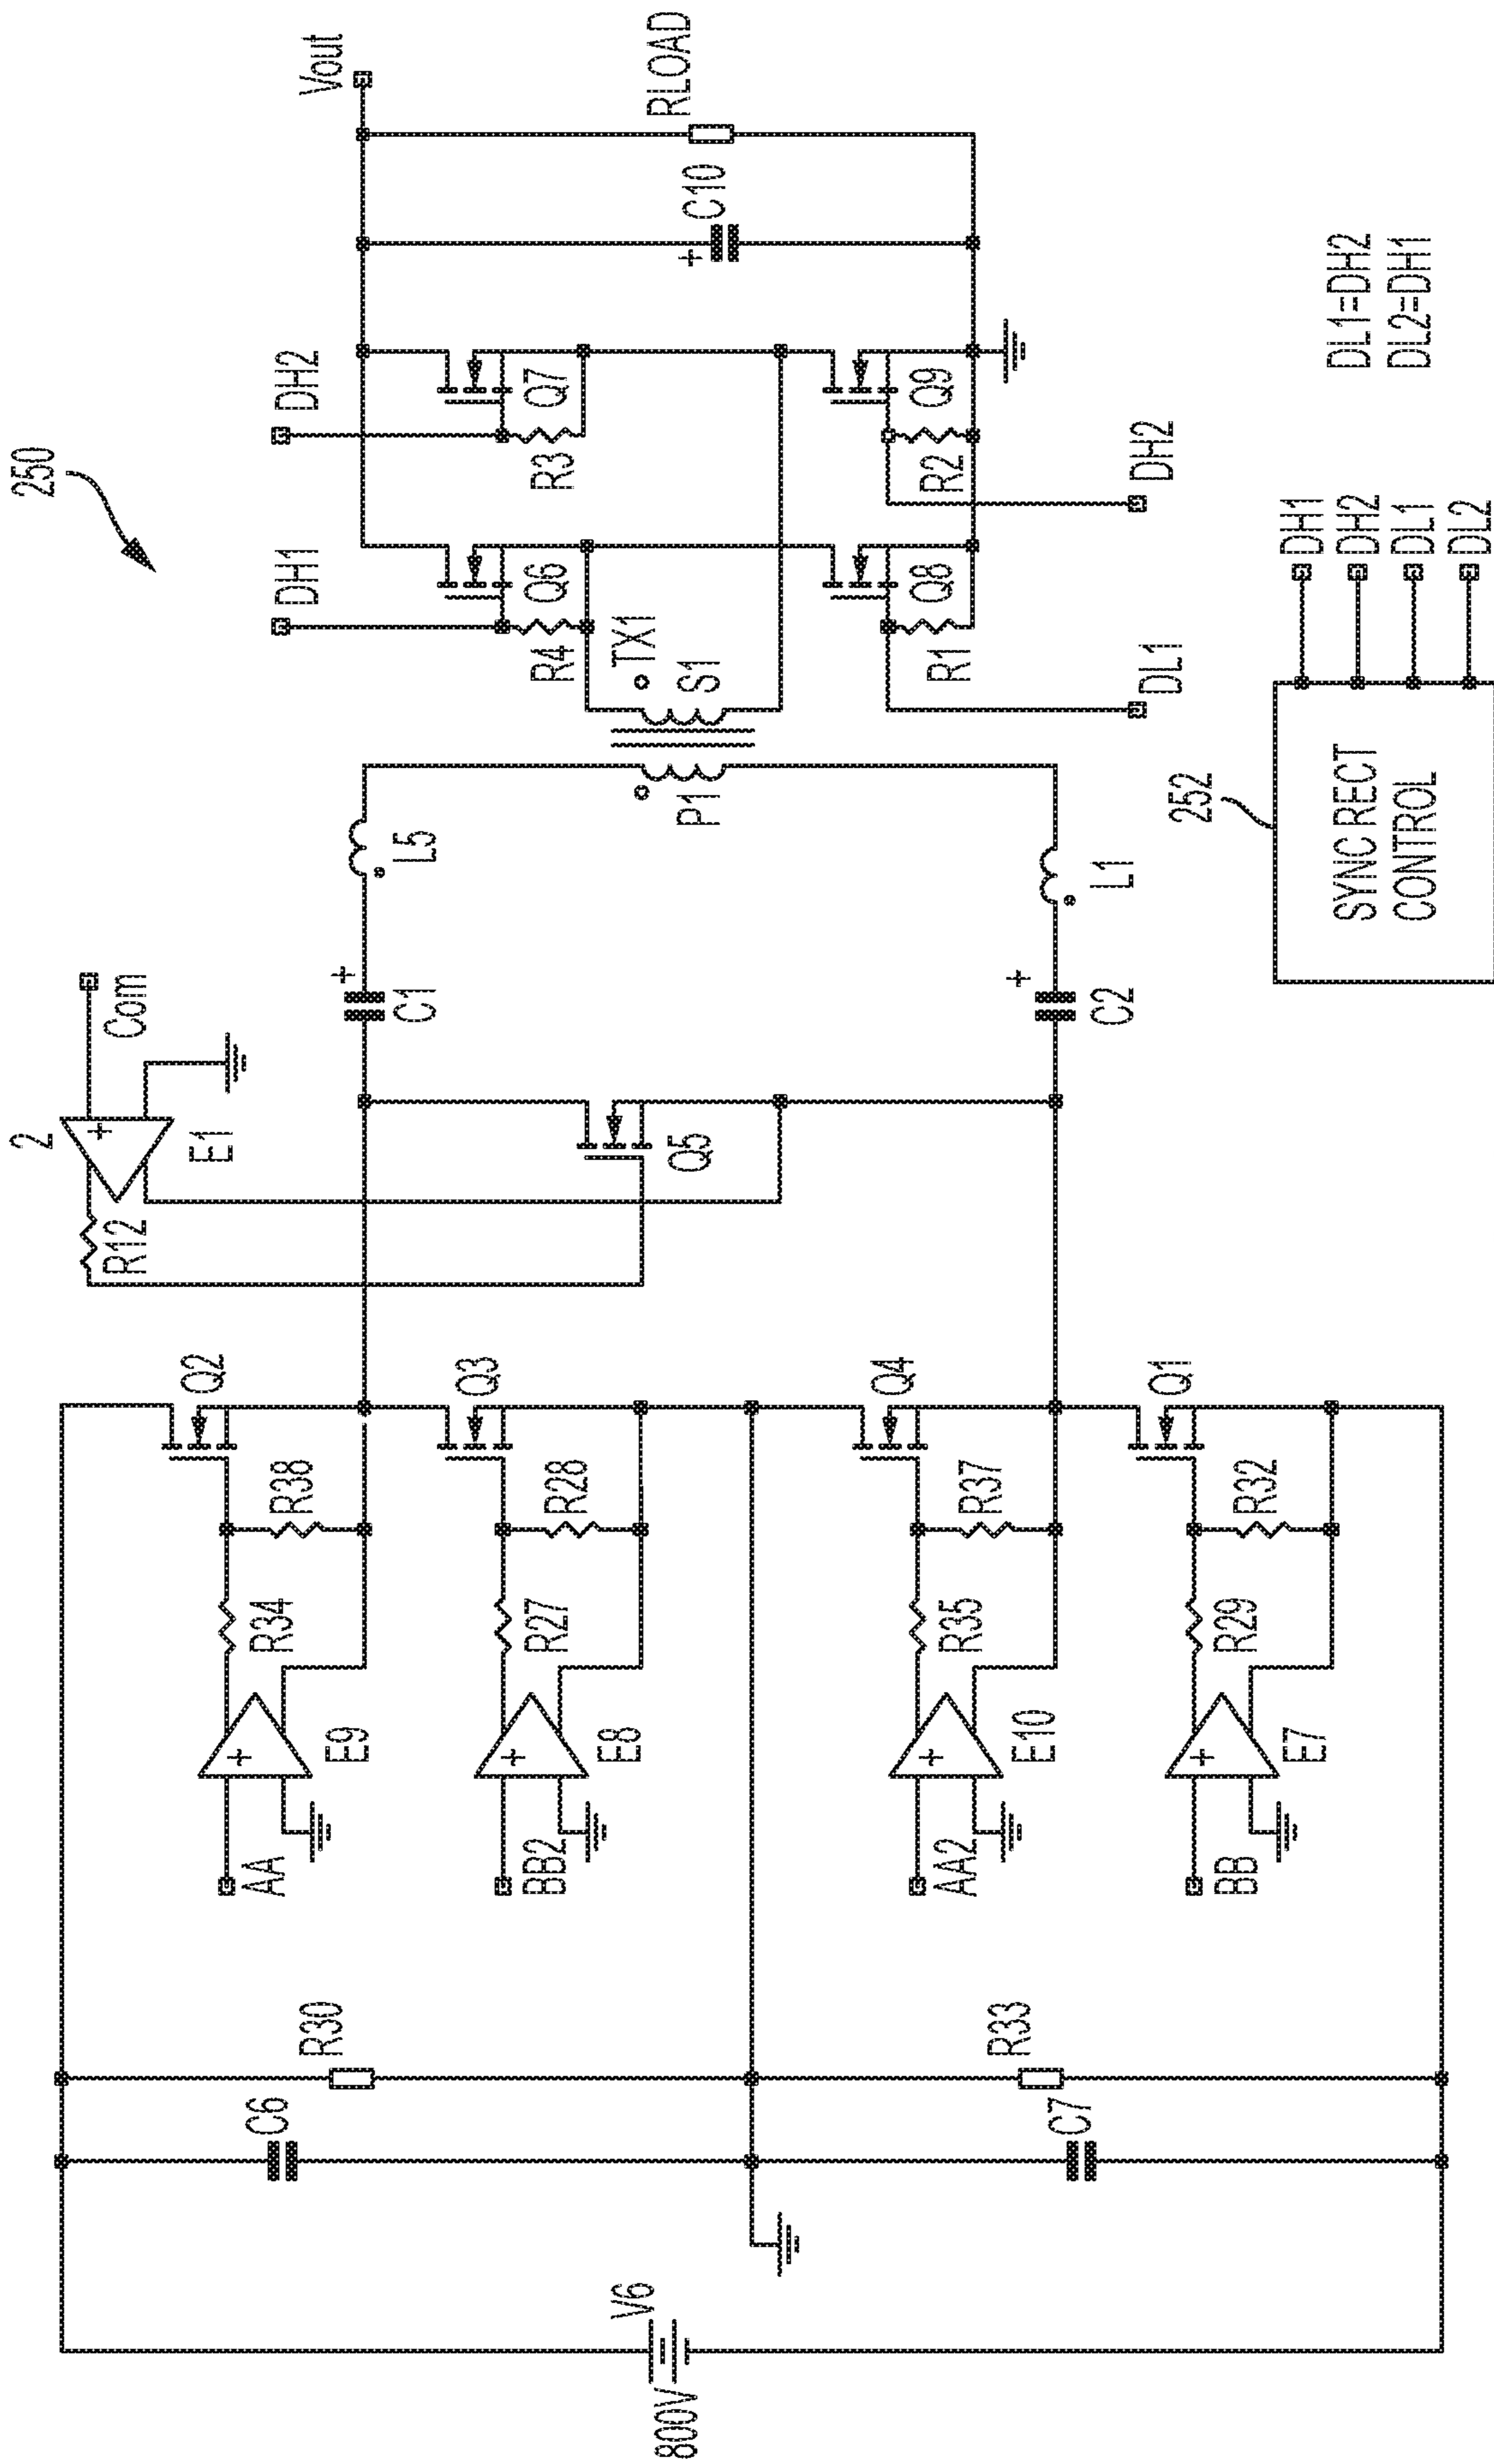 250
800V
V6
C6
R30
C7
R33
AA
E9
R34
R38
Q2
BB2
E8
R27
R28
Q3
AA2
E10
R35
R37
Q4
BB
E7
R29
R32
Q1
R12
2
+
E1
Com
Q5
+
C1
L5
+
C2
L1
P1
S1
TX1
DH1
R4
Q6
DH2
R3
Q7
R1
Q8
DL1
R2
Q9
DH2
+
C10
RLOAD
Vout
252
SYNC RECT
CONTROL
DH1
DH2
DL1
DL2
DL1=DH2
DL2=DH1
+
+
+
+